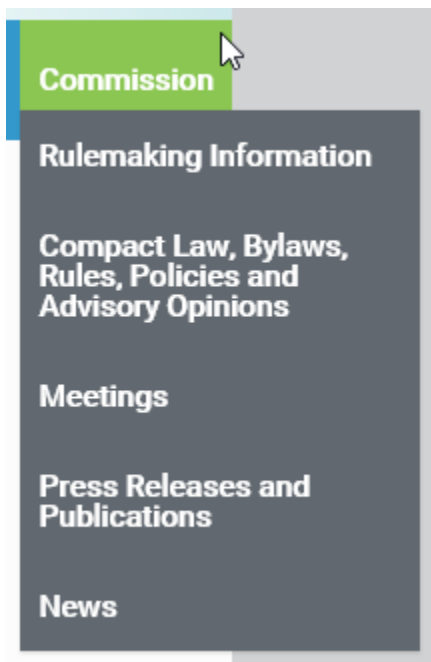 Commission
Rulemaking Information
Compact Law, Bylaws,
Rules, Policies and
Advisory Opinions
Meetings
Press Releases and
Publications
News